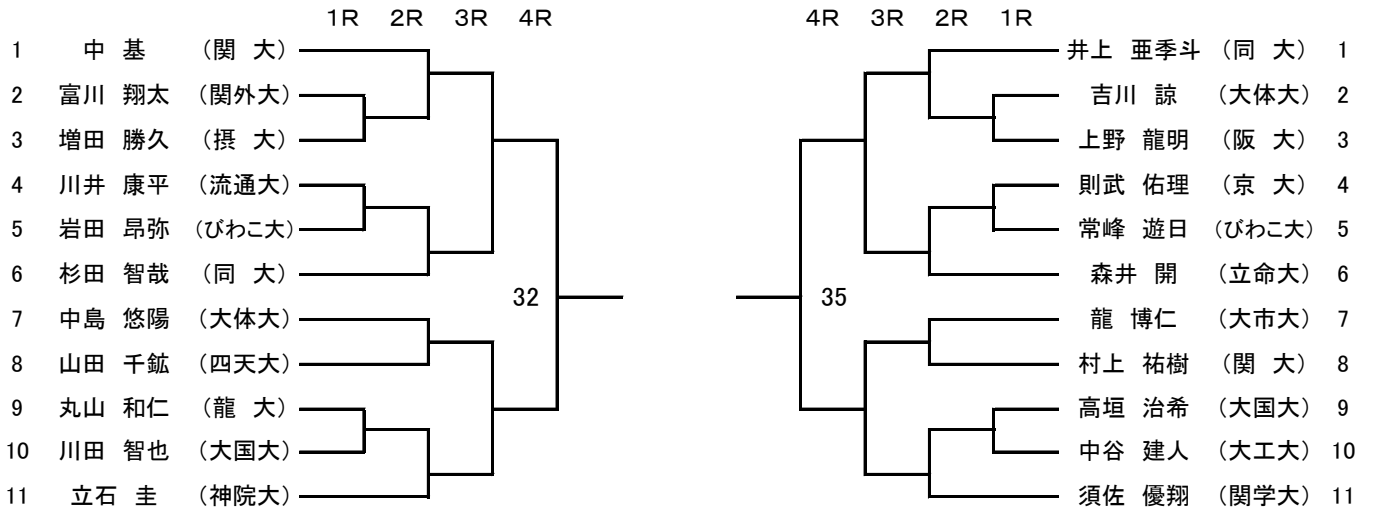 1R 2R 3R 4R 4R 3R 2R 1R
1 中 基 (関 大) 井上 亜季斗 (同 大) 1
2 富川 翔太 (関外大) 吉川 諒 (大体大) 2
3 増田 勝久 (摂 大) 上野 龍明 (阪 大) 3
4 川井 康平 (流通大) 則武 佑理 (京 大) 4
5 岩田 昂弥 (びわこ大) 常峰 遊日 (びわこ大) 5
6 杉田 智哉 (同 大) 森井 開 (立命大) 6
32 35
7 中島 悠陽 (大体大) 龍 博仁 (大市大) 7
8 山田 千鉱 (四天大) 村上 祐樹 (関 大) 8
9 丸山 和仁 (龍 大) 高垣 治希 (大国大) 9
10 川田 智也 (大国大) 中谷 建人 (大工大) 10
11 立石 圭 (神院大) 須佐 優翔 (関学大) 11